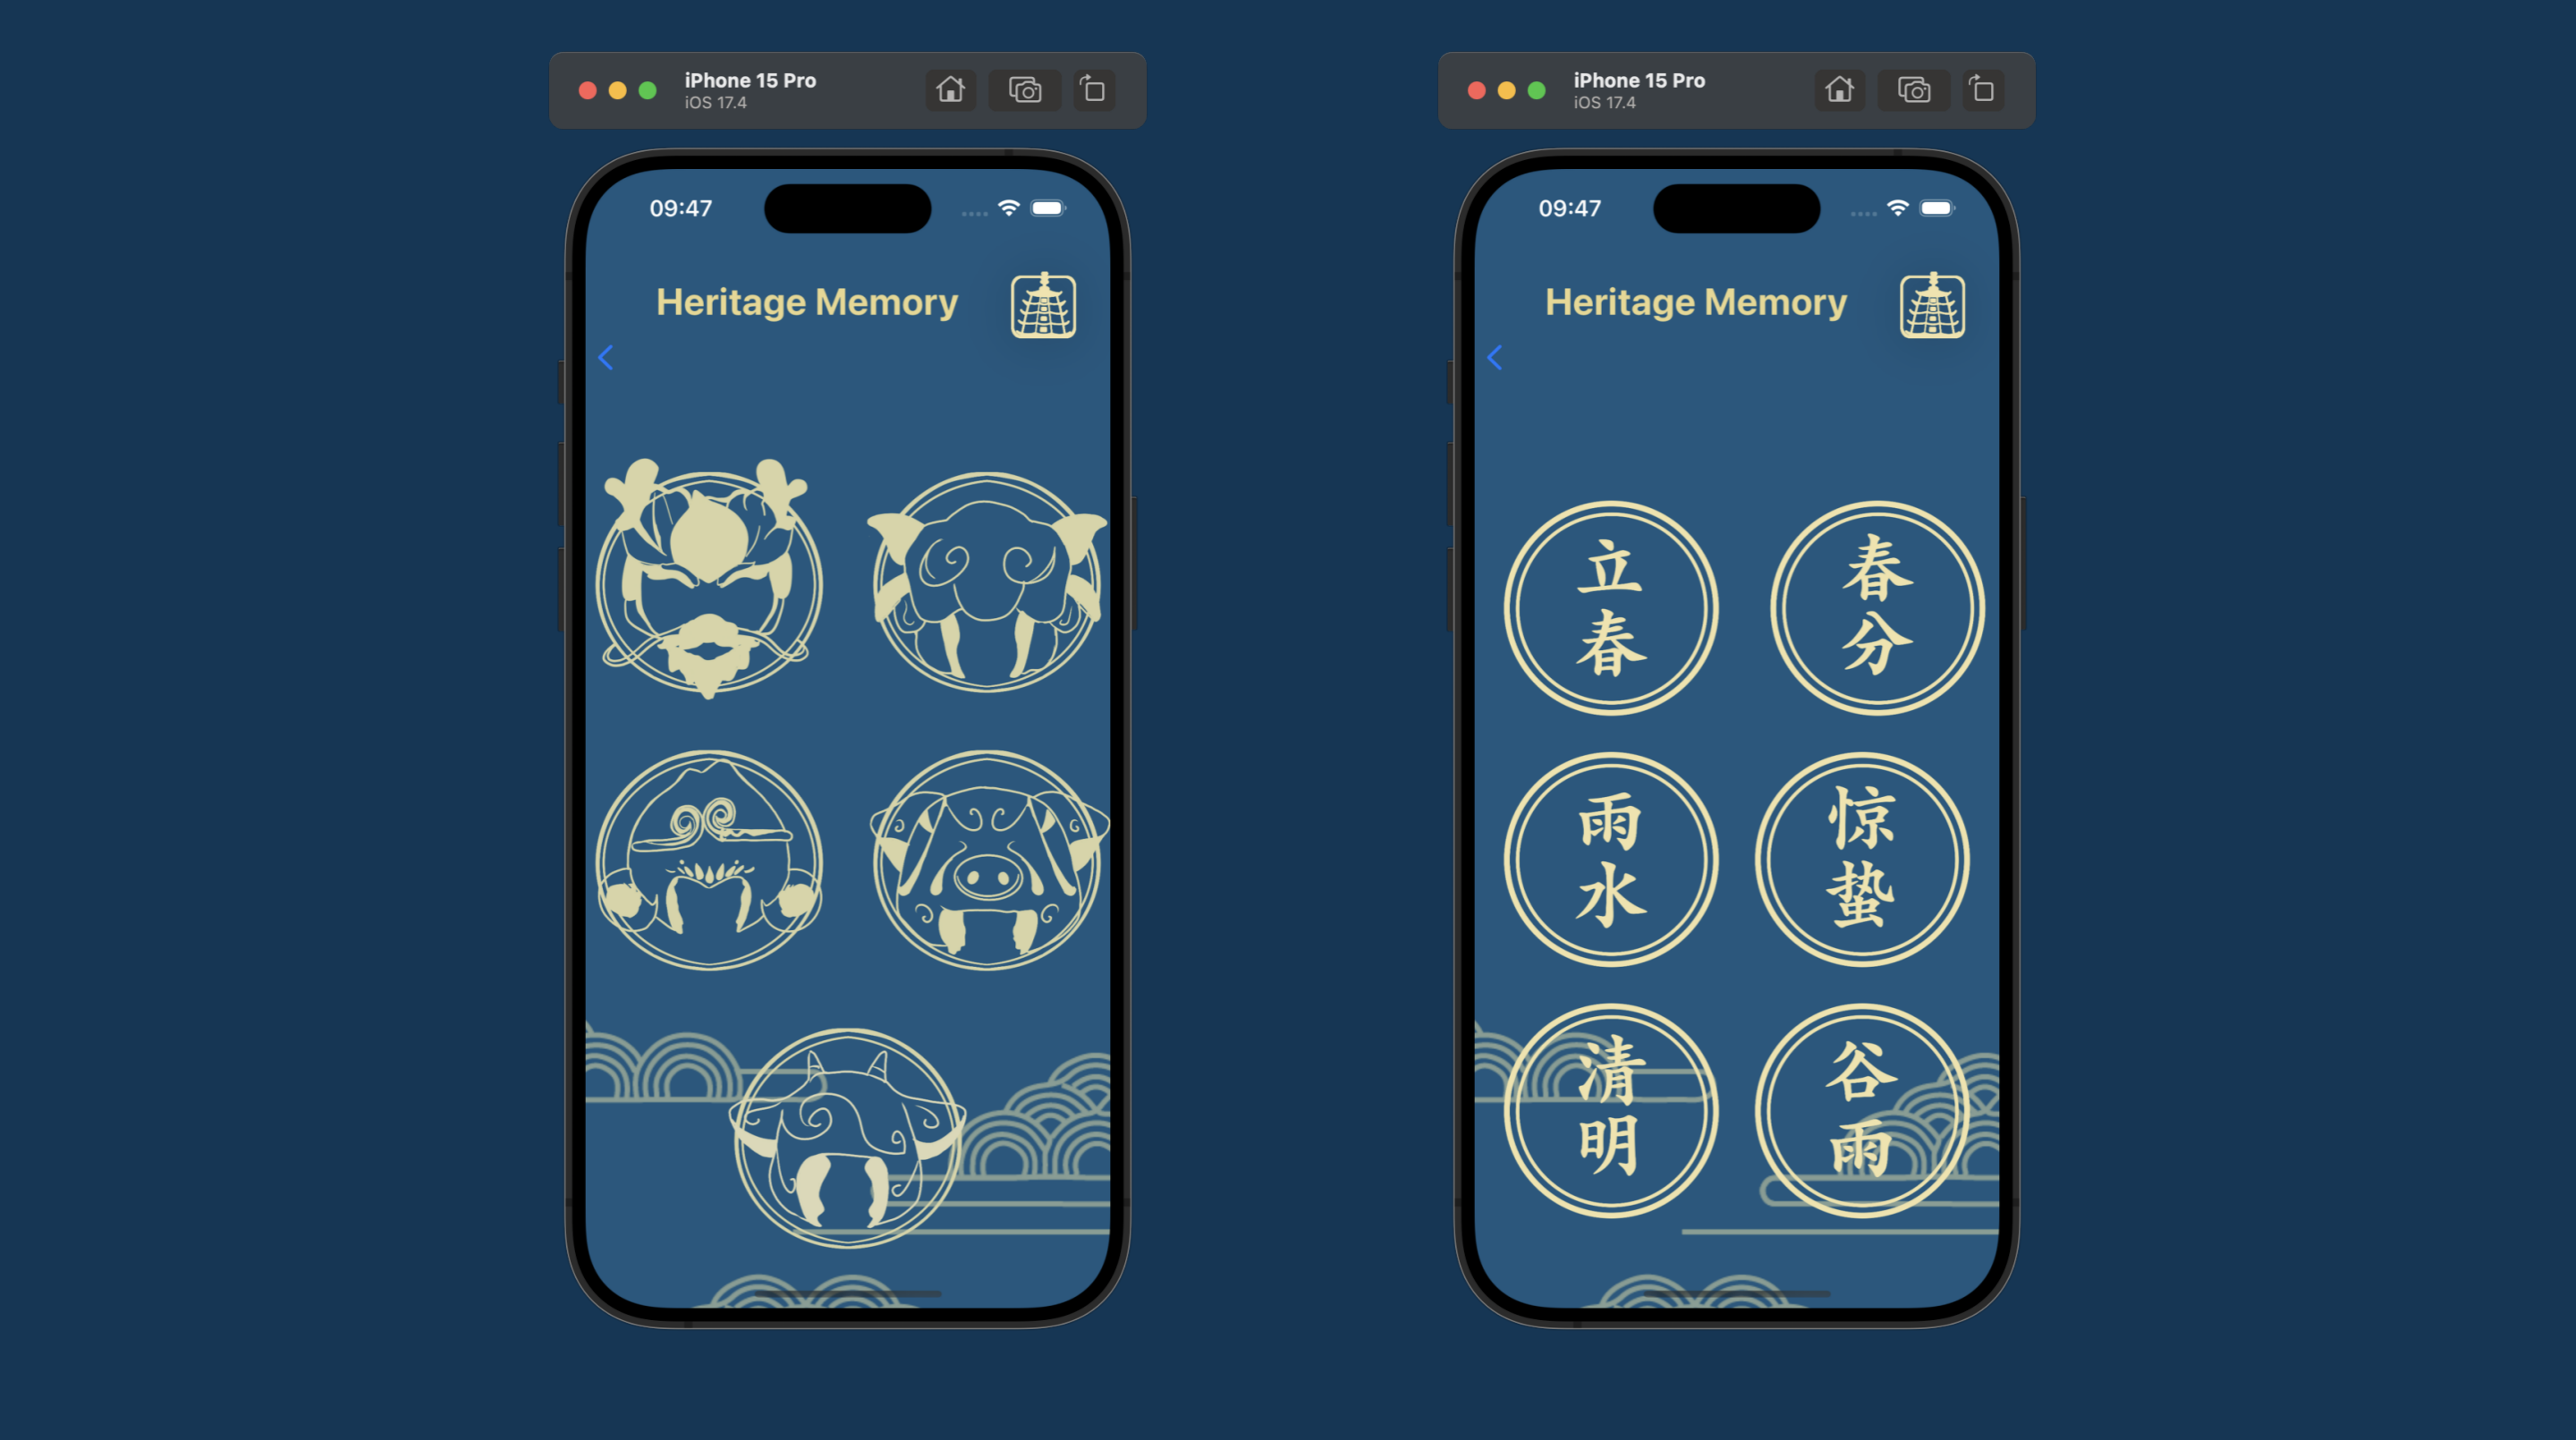 iPhone 15 Pro
iOS 17.4
09:47
Heritage Memory
iPhone 15 Pro
iOS 17.4
09:47
Heritage Memory
立春
春分
雨水
惊蛰
清明
谷雨